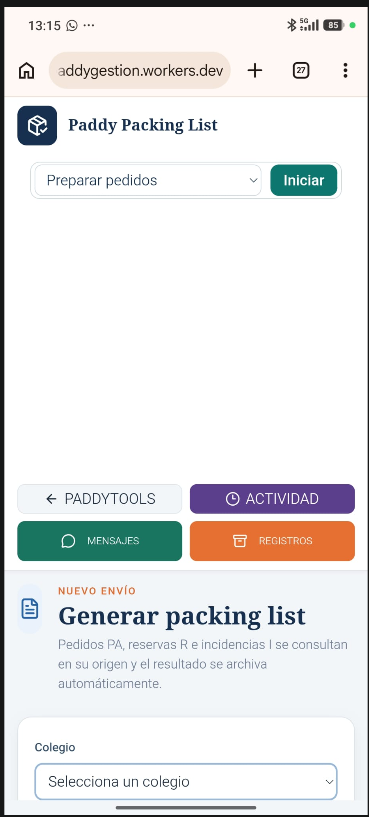 13:15
5G
85
addygestion.workers.dev
27
Paddy Packing List
Preparar pedidos
Iniciar
PADDYTOOLS
ACTIVIDAD
MENSAJES
REGISTROS
NUEVO ENVÍO
Generar packing list
Pedidos PA, reservas R e incidencias I se consultan
en su origen y el resultado se archiva
automáticamente.
Colegio
Selecciona un colegio